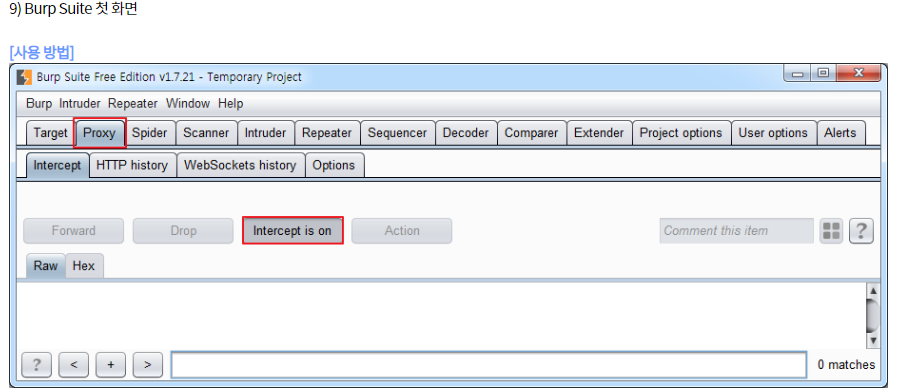 9) Burp Suite 첫 화면
[사용 방법]
Burp Suite Free Edition v1.7.21 - Temporary Project
Burp Intruder Repeater Window Help
Target Proxy Spider Scanner Intruder Repeater Sequencer Decoder Comparer Extender Project options User options Alerts
Intercept HTTP history WebSockets history Options
Forward Drop Intercept is on Action Comment this item ?
Raw Hex
? < + > 0 matches